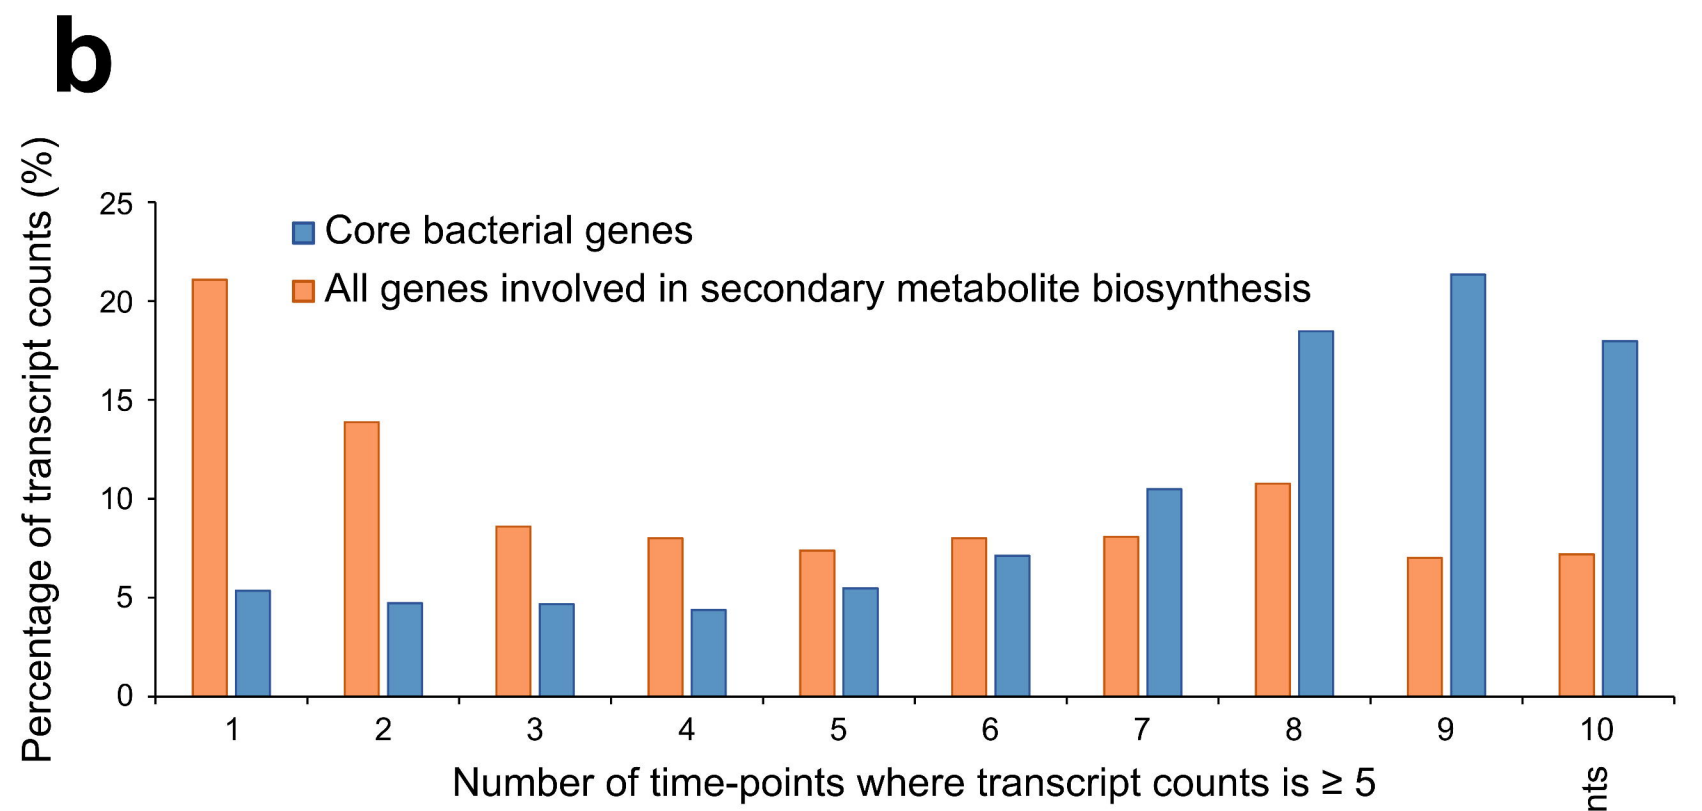 b
Percentage of transcript counts (%)
25
20
15
10
5
0
Core bacterial genes
All genes involved in secondary metabolite biosynthesis
1 2 3 4 5 6 7 8 9 10
Number of time-points where transcript counts is ≥ 5
nts